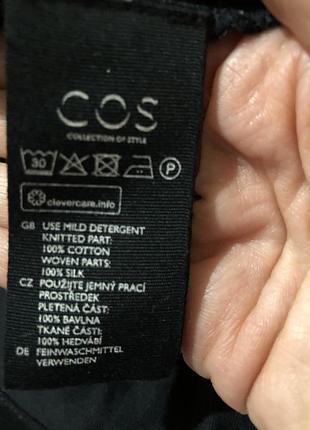 COS
COLLECTION OF STYLE
30 P
clevercare.info
GB USE MILD DETERGENT
KNITTED PART:
100% COTTON
WOVEN PARTS:
100% SILK
CZ POUŽIJTE JEMNÝ PRACÍ
PROSTŘEDEK
PLETENÁ ČÁST:
100% BAVLNA
TKANÉ ČÁSTI:
100% HEDVÁBÍ
DE FEINWASCHMITTEL
VERWENDEN